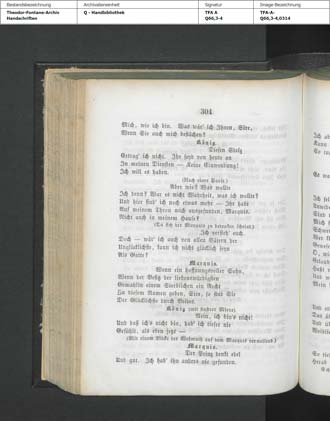 Bestandsbezeichnung
Archivalieneinheit
Signatur
Image-Bezeichnung
Theodor-Fontane-Archiv
Handschriften
Q - Handbibliothek
TFA A
Q66,3-4
TFA-A-
Q66,3-4,0314
304
Mich, wie ich bin. Was wär' ich Ihnen, Sire,
Wenn Sie auch mich bestächen?
König.
Diesen Stolz
Ertrag' ich nicht. Ihr seyd von heute an
In meinen Diensten — Keine Einwendung!
Ich will es haben.
(Nach einer Pause.)
Aber wie? Was wollte
Ich denn? War es nicht Wahrheit, was ich wollte?
Und hier find' ich noch etwas mehr — Ihr habt
Auf meinem Thron mich ausgefunden, Marquis.
Nicht auch in meinem Hause?
(Da sich der Marquis zu bedenken scheint.)
Ich versteh' euch.
Doch — wär' ich auch von allen Vätern der
Unglücklichste, kann ich nicht glücklich seyn
Als Gatte?
Marquis.
Wenn ein hoffnungsvoller Sohn,
Wenn der Besitz der liebenswürdigsten
Gemahlin einem Sterblichen ein Recht
Zu diesem Namen geben, Sire, so sind Sie
Der Glücklichste durch Beides.
König
Nein, ich bin's nicht!
Und daß ich's nicht bin, hab' ich tiefer nie
Gefühlt, als eben jetzt —
(Mit einem Blicke der Wehmuth auf dem Marquis verweilend.)
Marquis.
Der Prinz denkt edel
Und gut. Ich hab' ihn anders nie gefunden.